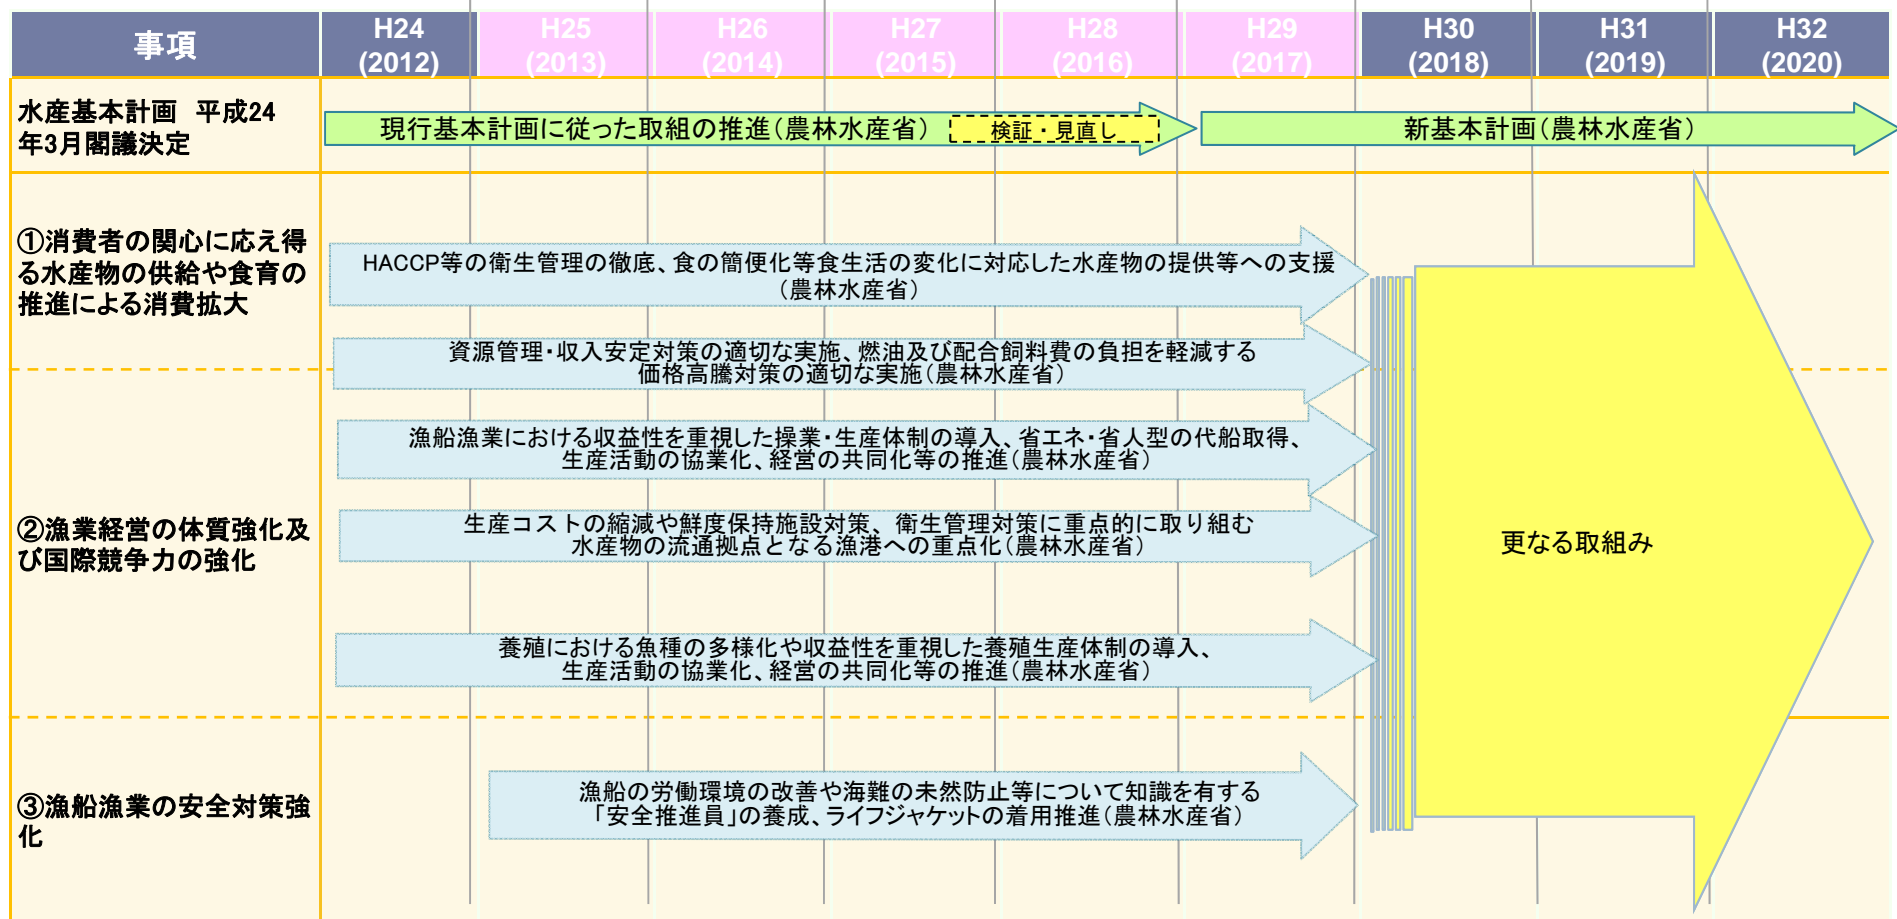 事項
H24
(2012)
H25
(2013)
H26
(2014)
H27
(2015)
H28
(2016)
H29
(2017)
H30
(2018)
H31
(2019)
H32
(2020)
水産基本計画　平成24
年3月閣議決定
現行基本計画に従った取組の推進(農林水産省)
検証・見直し
新基本計画(農林水産省)
①消費者の関心に応え得
る水産物の供給や食育の
推進による消費拡大
HACCP等の衛生管理の徹底、食の簡便化等食生活の変化に対応した水産物の提供等への支援
(農林水産省)
資源管理・収入安定対策の適切な実施、燃油及び配合飼料費の負担を軽減する
価格高騰対策の適切な実施(農林水産省)
②漁業経営の体質強化及
び国際競争力の強化
漁船漁業における収益性を重視した操業・生産体制の導入、省エネ・省人型の代船取得、
生産活動の協業化、経営の共同化等の推進(農林水産省)
生産コストの縮減や鮮度保持施設対策、衛生管理対策に重点的に取り組む
水産物の流通拠点となる漁港への重点化(農林水産省)
養殖における魚種の多様化や収益性を重視した養殖生産体制の導入、
生産活動の協業化、経営の共同化等の推進(農林水産省)
更なる取組み
③漁船漁業の安全対策強
化
漁船の労働環境の改善や海難の未然防止等について知識を有する
「安全推進員」の養成、ライフジャケットの着用推進(農林水産省)